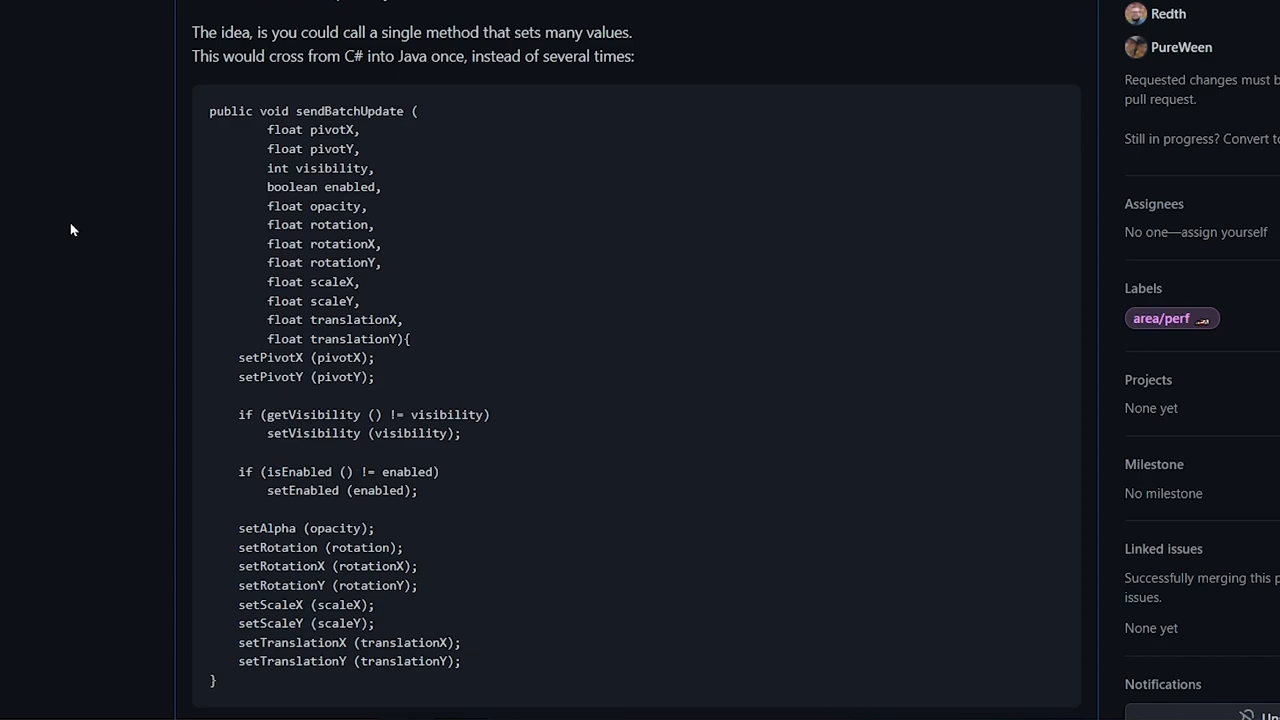 The idea, is you could call a single method that sets many values.
This would cross from C# into Java once, instead of several times:
public void sendBatchUpdate (
float pivotX,
float pivotY,
int visibility,
boolean enabled,
float opacity,
float rotation,
float rotationX,
float rotationY,
float scaleX,
float scaleY,
float translationX,
float translationY){
setPivotX (pivotX);
setPivotY (pivotY);
if (getVisibility () != visibility)
setVisibility (visibility);
if (isEnabled () != enabled)
setEnabled (enabled);
setAlpha (opacity);
setRotation (rotation);
setRotationX (rotationX);
setRotationY (rotationY);
setScaleX (scaleX);
setScaleY (scaleY);
setTranslationX (translationX);
setTranslationY (translationY);
}
Redth
PureWeen
Requested changes must b
pull request.
Still in progress? Convert to
Assignees
No one—assign yourself
Labels
area/perf
Projects
None yet
Milestone
No milestone
Linked issues
Successfully merging this p
issues.
None yet
Notifications